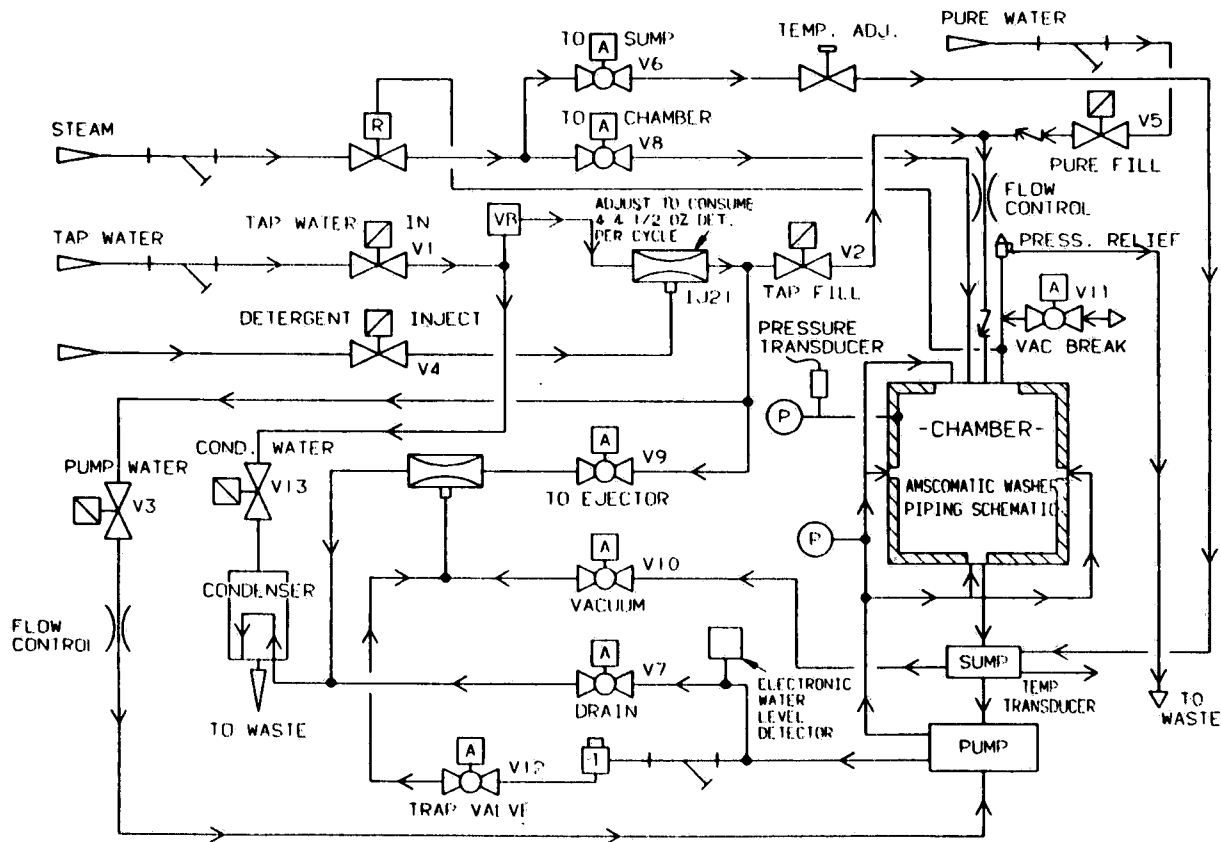 PURE WATER
TO SUMP
A
V6
TEMP. ADJ.
STEAM
R
TO CHAMBER
A
V8
V5
PURE FILL
FLOW
CONTROL
ADJUST TO CONSUME
4 4 1/2 OZ DET.
PER CYCLE
TAP WATER
TAP WATER IN
V1
VB
V2
TAP FILL
IJ21
PRESS. RELIEF
A
V11
VAC BREAK
DETERGENT INJECT
V4
PRESSURE
TRANSDUCER
P
-CHAMBER-
AMSCOMATIC WASHER
PIPING SCHEMATIC
PUMP WATER
V3
COND. WATER
V13
A
V9
TO EJECTOR
P
A
V10
VACUUM
CONDENSER
FLOW
CONTROL
TO WASTE
A
V7
DRAIN
ELECTRONIC
WATER
LEVEL
DETECTOR
SUMP
TEMP
TRANSDUCER
TO
WASTE
PUMP
A
V12
TRAP VALVE